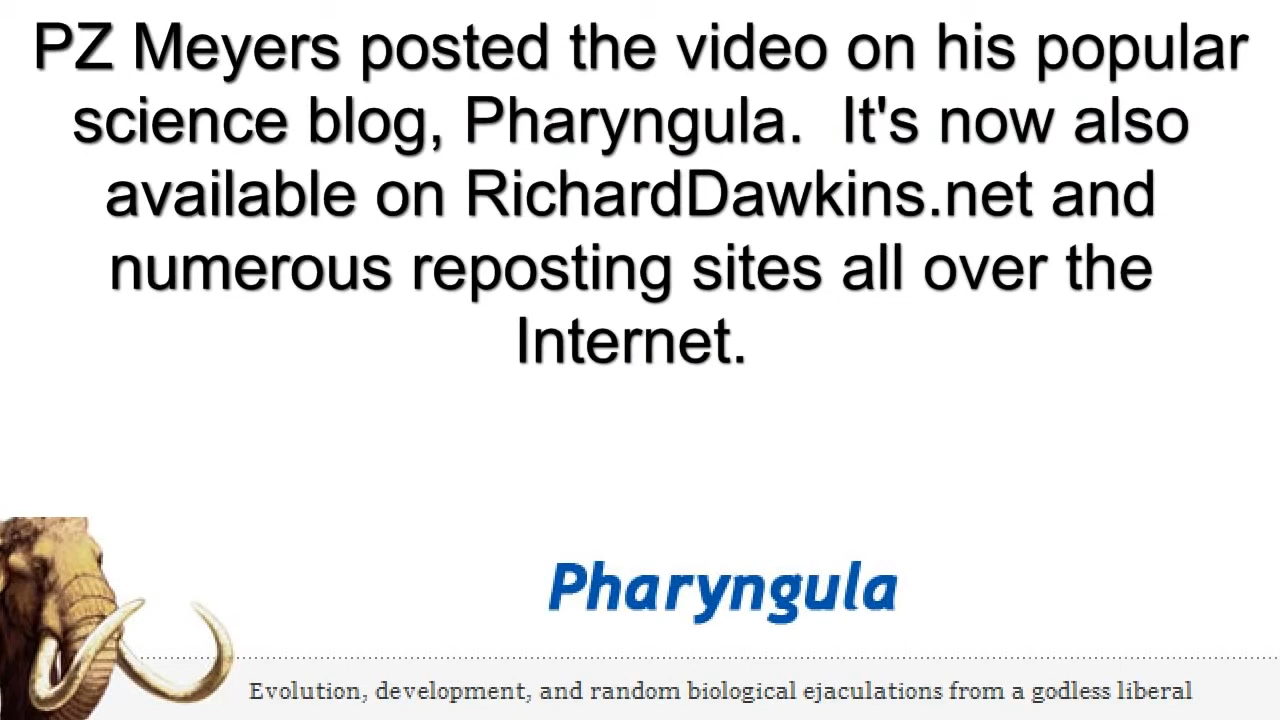 PZ Meyers posted the video on his popular
science blog, Pharyngula.  It's now also
available on RichardDawkins.net and
numerous reposting sites all over the
Internet.
Pharyngula
Evolution, development, and random biological ejaculations from a godless liberal